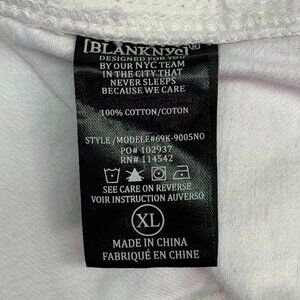 [BLANKNYC]®
DESIGNED FOR YOU
BY OUR NYC TEAM
IN THE CITY THAT
NEVER SLEEPS
BECAUSE WE CARE
100% COTTON/COTON
STYLE/MODELE#69K-9005NO
PO# 102937
RN# 114542
SEE CARE ON REVERSE
VOIR INSTRUCTION AUVERSO
XL
MADE IN CHINA
FABRIQUÉ EN CHINE